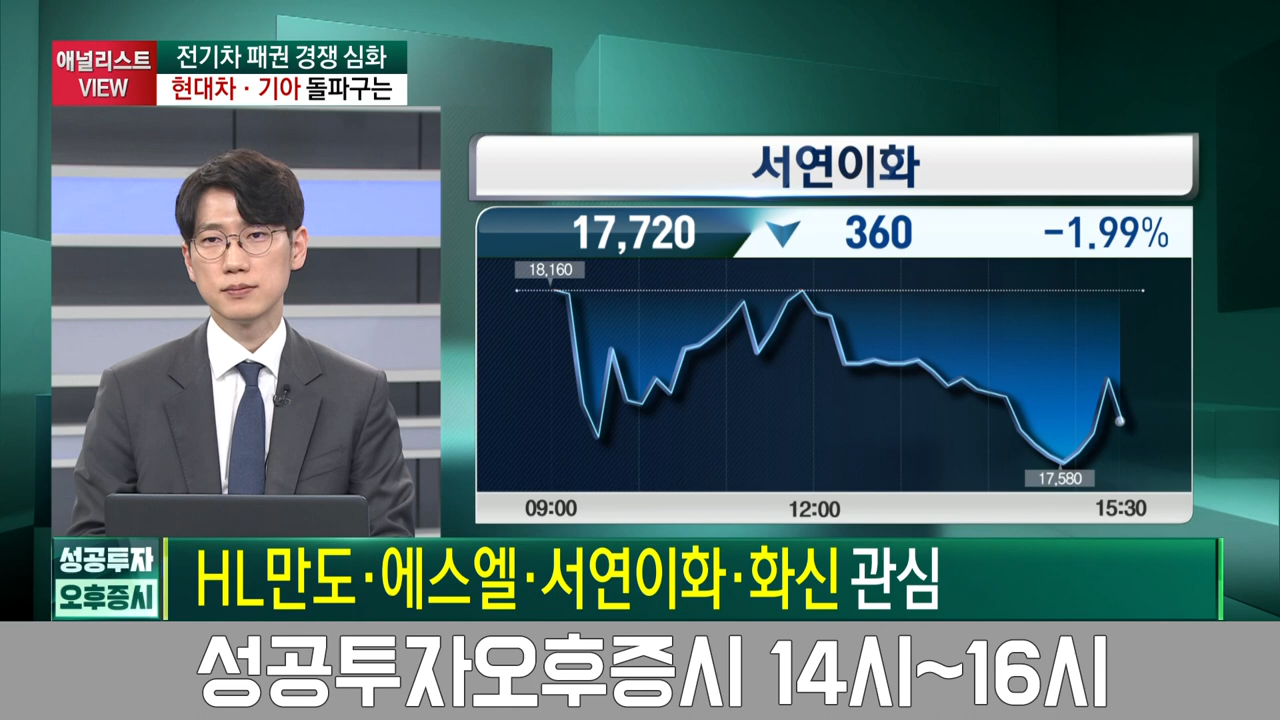 애널리스트
VIEW
전기차 패권 경쟁 심화
현대차 · 기아 돌파구는
서연이화
17,720 ▼ 360 -1.99%
18,160
17,580
09:00 12:00 15:30
성공투자
오후증시
HL만도·에스엘·서연이화·화신 관심
성공투자오후증시 14시~16시